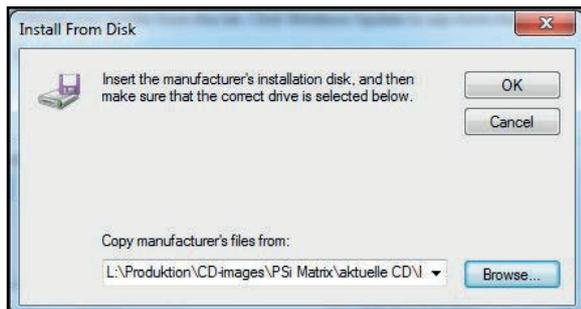 Install From Disk
Insert the manufacturer's installation disk, and then
make sure that the correct drive is selected below.
OK
Cancel
Copy manufacturer's files from:
L:\Produktion\CD-images\PSi Matrix\aktuelle CD\
Browse...